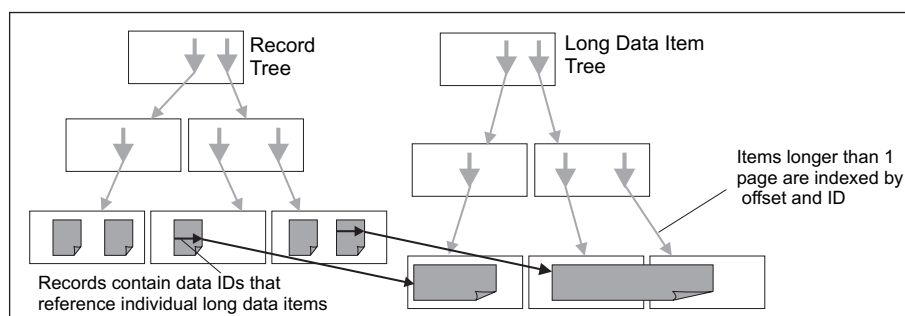 Record
Tree
Long Data Item
Tree
Items longer than 1
page are indexed by
offset and ID
Records contain data IDs that
reference individual long data items